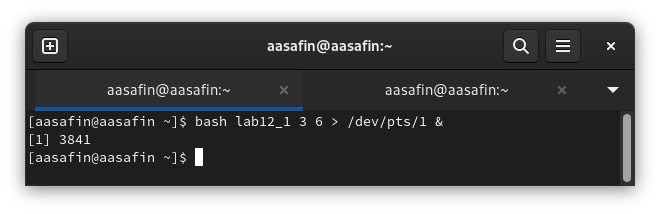 aasafin@aasafin:~
aasafin@aasafin:~ aasafin@aasafin:~
[aasafin@aasafin ~]$ bash lab12_1 3 6 > /dev/pts/1 &
[1] 3841
[aasafin@aasafin ~]$